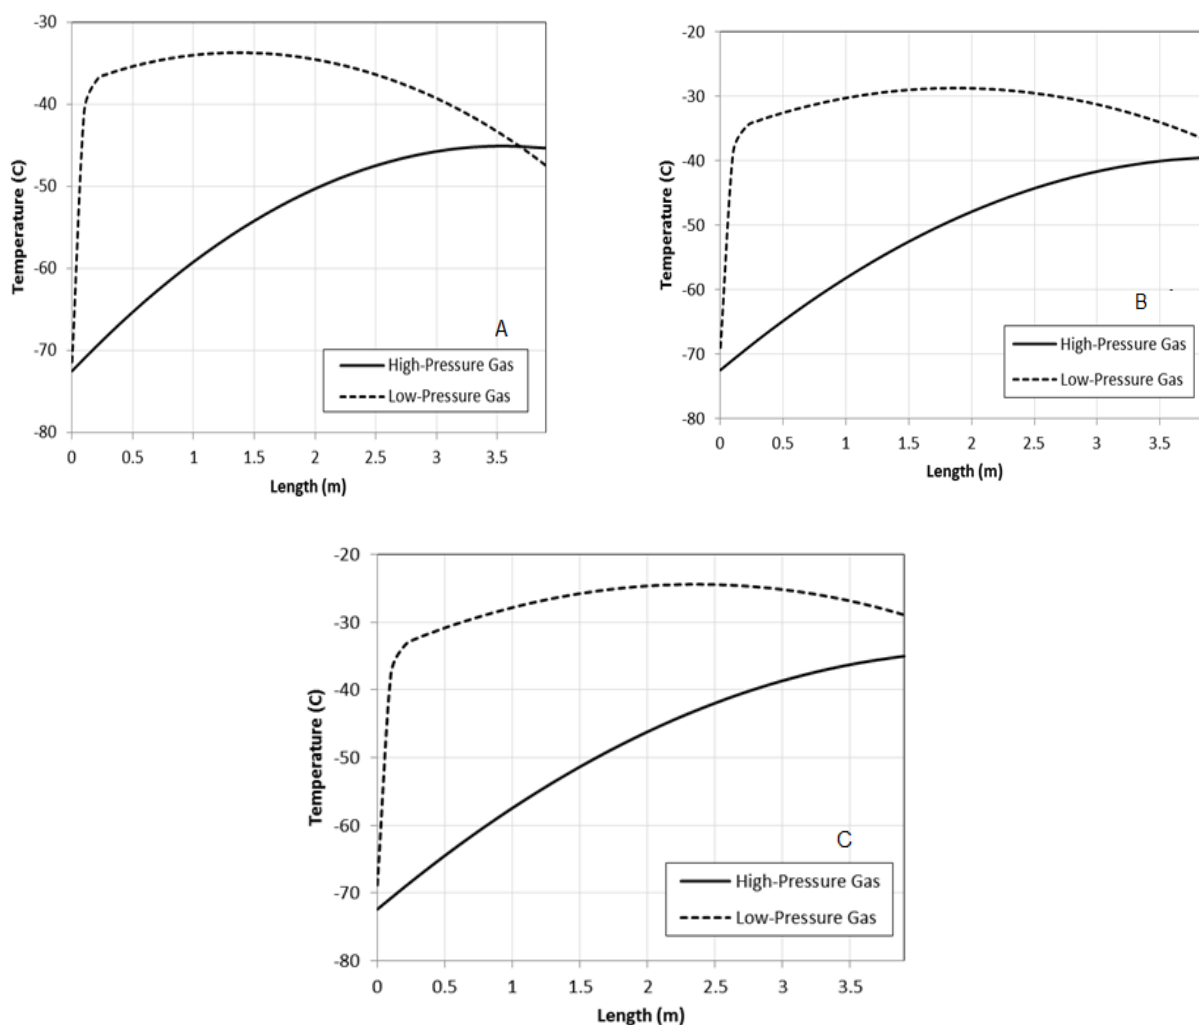 -30
-40
-50
-60
-70
-80
Temperature (C)
0 0.5 1 1.5 2 2.5 3 3.5
Length (m)
A
High-Pressure Gas
Low-Pressure Gas
-20
-30
-40
-50
-60
-70
-80
Temperature (C)
0 0.5 1 1.5 2 2.5 3 3.5
Length (m)
B
High-Pressure Gas
Low-Pressure Gas
-20
-30
-40
-50
-60
-70
-80
Temperature (C)
0 0.5 1 1.5 2 2.5 3 3.5
Length (m)
C
High-Pressure Gas
Low-Pressure Gas